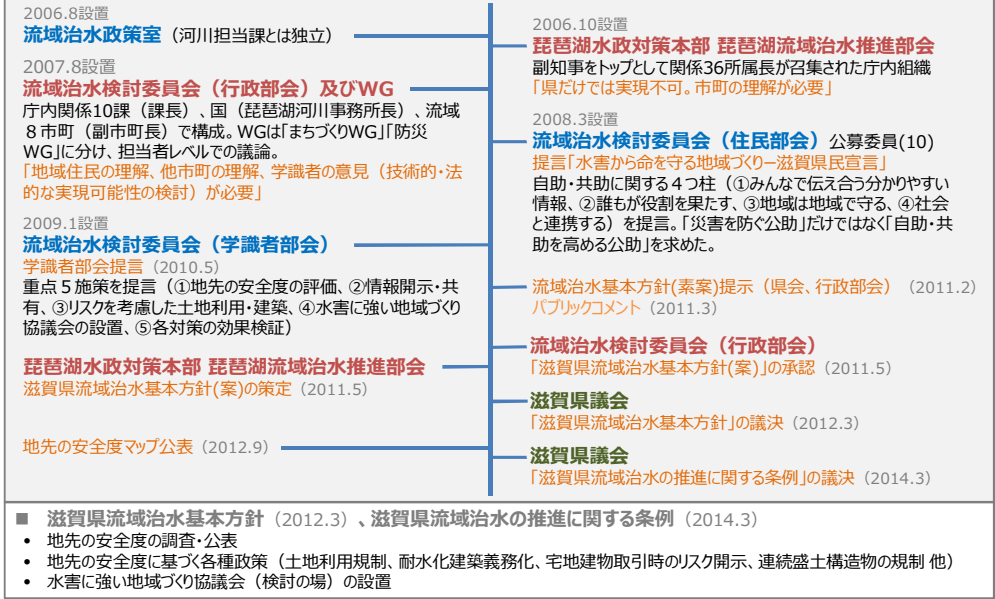 2006.8設置
流域治水政策室（河川担当課とは独立）
2006.10設置
琵琶湖水政対策本部 琵琶湖流域治水推進部会
副知事をトップとして関係36所属長が召集された庁内組織
「県だけでは実現不可。市町の理解が必要」
2007.8設置
流域治水検討委員会（行政部会）及びWG
庁内関係10課（課長）、国（琵琶湖河川事務所長）、流域
８市町（副市町長）で構成。WGは「まちづくりWG」「防災
WG」に分け、担当者レベルでの議論。
「地域住民の理解、他市町の理解、学識者の意見（技術的・法
的な実現可能性の検討）が必要」
2008.3設置
流域治水検討委員会（住民部会）公募委員(10)
提言「水害から命を守る地域づくりー滋賀県民宣言」
自助・共助に関する４つ柱（①みんなで伝え合う分かりやすい
情報、②誰もが役割を果たす、③地域は地域で守る、④社会
と連携する）を提言。「災害を防ぐ公助」だけではなく「自助・共
助を高める公助」を求めた。
2009.1設置
流域治水検討委員会（学識者部会）
学識者部会提言（2010.5）
重点５施策を提言（①地先の安全度の評価、②情報開示・共
有、③リスクを考慮した土地利用・建築、④水害に強い地域づくり
協議会の設置、⑤各対策の効果検証）
流域治水基本方針(素案)提示（県会、行政部会）（2011.2）
パブリックコメント（2011.3）
流域治水検討委員会（行政部会）
「滋賀県流域治水基本方針(案)」の承認（2011.5）
琵琶湖水政対策本部 琵琶湖流域治水推進部会
滋賀県流域治水基本方針(案)の策定（2011.5）
滋賀県議会
「滋賀県流域治水基本方針」の議決（2012.3）
地先の安全度マップ公表（2012.9）
滋賀県議会
「滋賀県流域治水の推進に関する条例」の議決（2014.3）
■ 滋賀県流域治水基本方針（2012.3）、滋賀県流域治水の推進に関する条例（2014.3）
• 地先の安全度の調査・公表
• 地先の安全度に基づく各種政策（土地利用規制、耐水化建築義務化、宅地建物取引時のリスク開示、連続盛土構造物の規制 他）
• 水害に強い地域づくり協議会（検討の場）の設置